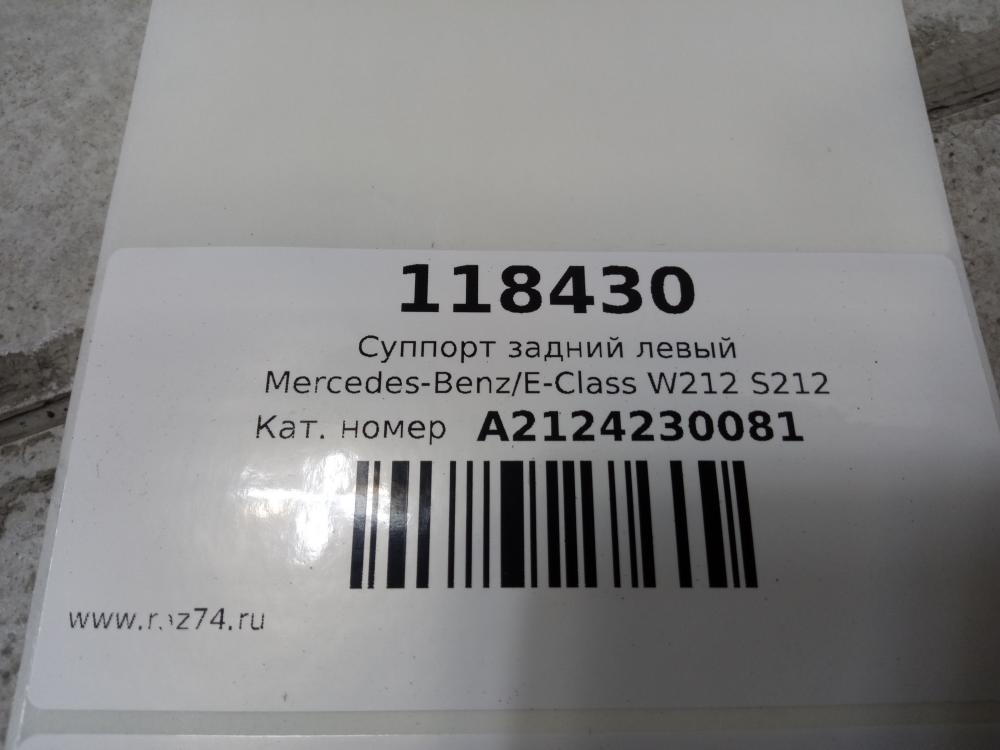 118430
Суппорт задний левый
Mercedes-Benz/E-Class W212 S212
Кат. номер A2124230081